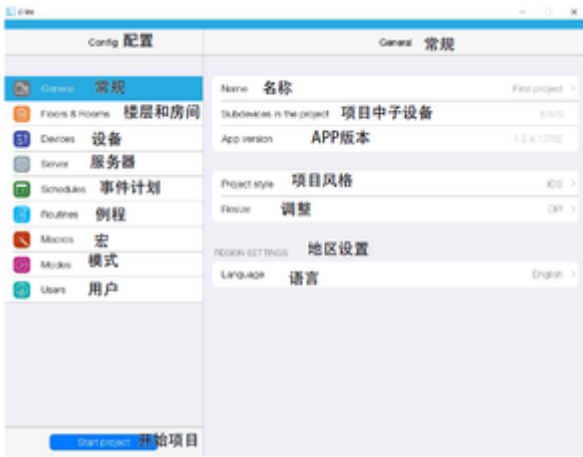 Config 配置
General 常规
General 常规
Floors & Rooms 楼层和房间
Devices 设备
Server 服务器
Schedules 事件计划
Routines 例程
Macros 宏
Modes 模式
Users 用户
Start project 开始项目
Name 名称 First project
Subdevices in the project 项目中子设备
App version APP版本
Project style 项目风格 iOS
Resize 调整 DPI
REGION SETTINGS 地区设置
Language 语言 English